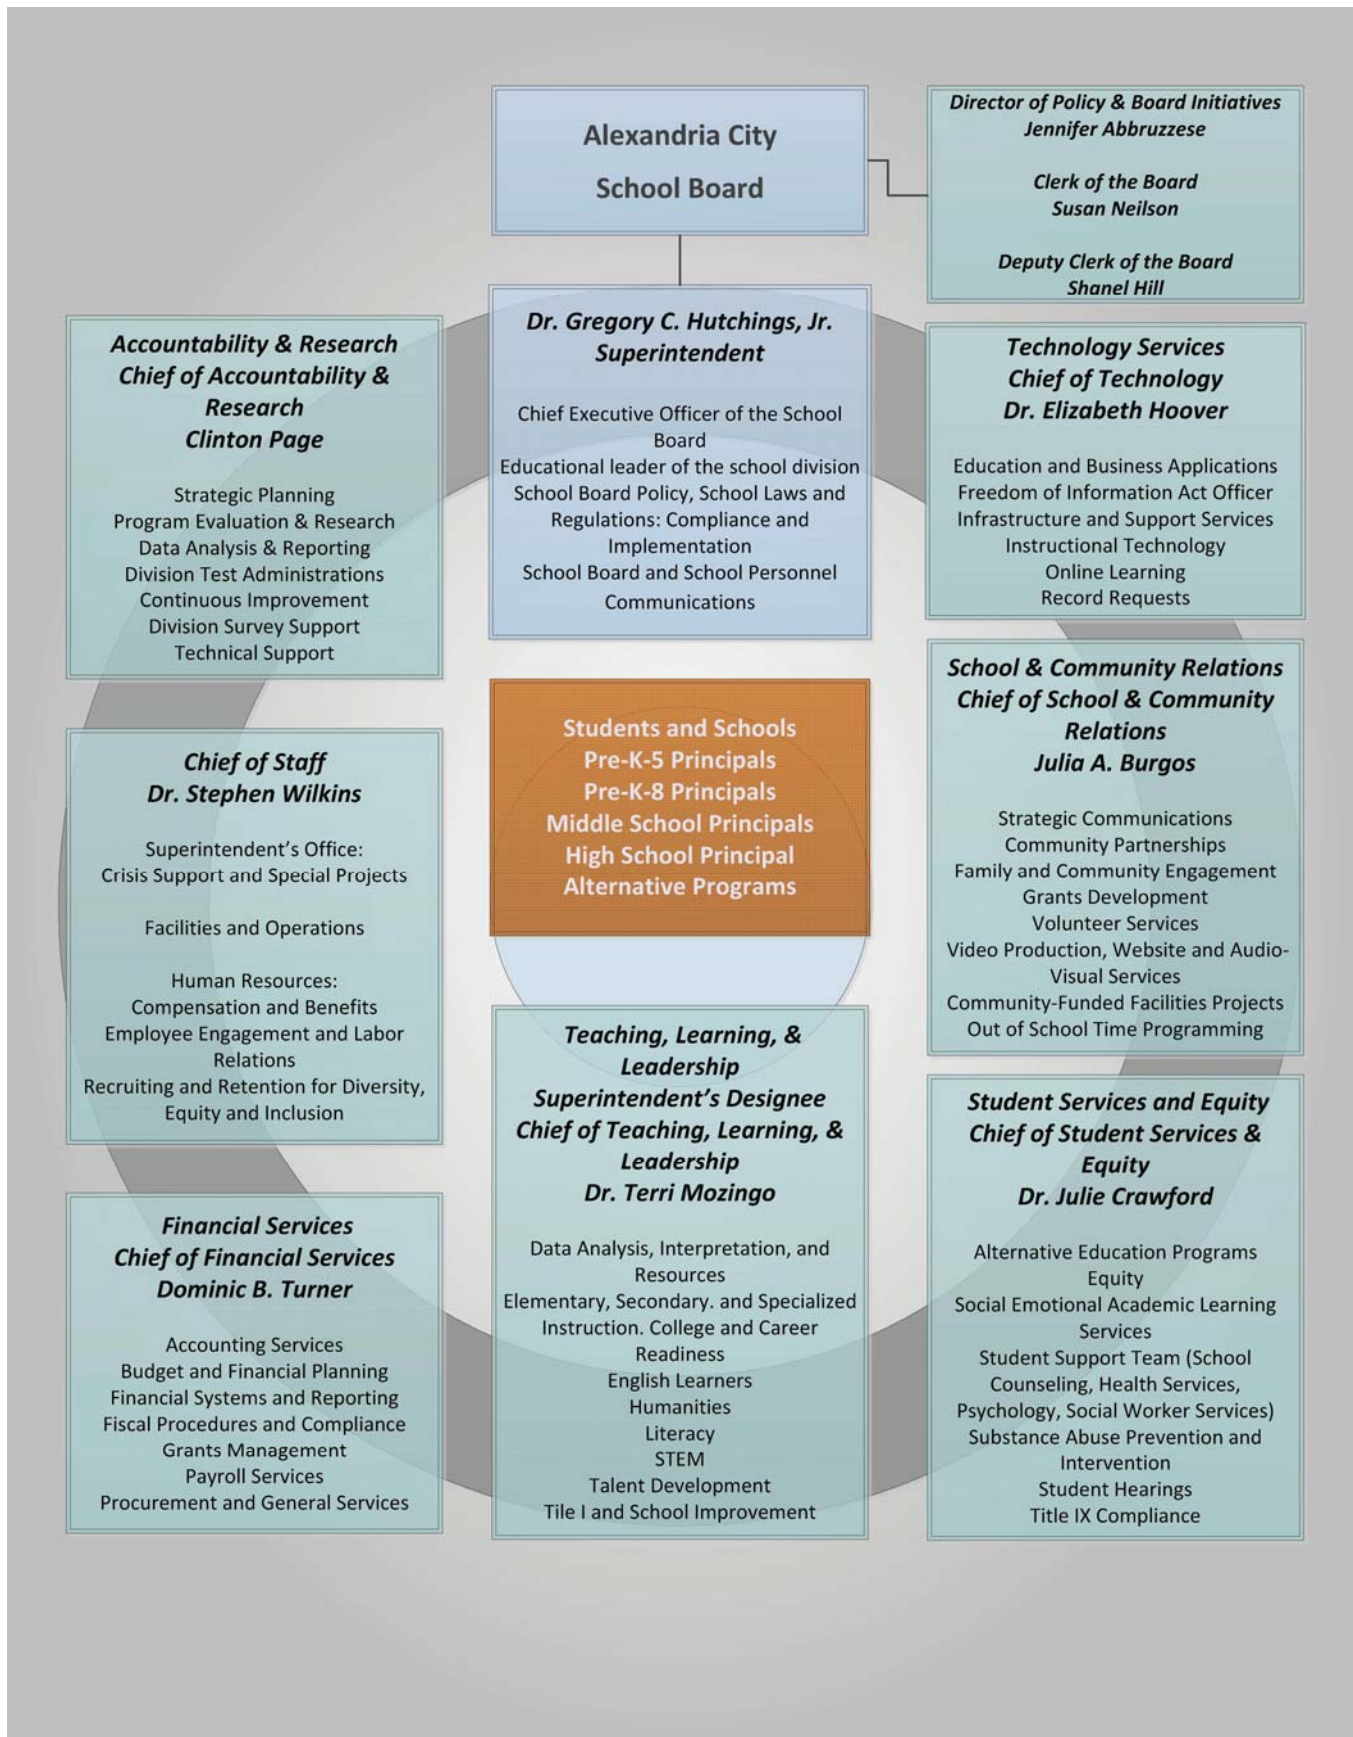 Alexandria City
School Board
Director of Policy & Board Initiatives
Jennifer Abbruzzese
Clerk of the Board
Susan Neilson
Deputy Clerk of the Board
Shanel Hill
Dr. Gregory C. Hutchings, Jr.
Superintendent
Chief Executive Officer of the School
Board
Educational leader of the school division
School Board Policy, School Laws and
Regulations: Compliance and
Implementation
School Board and School Personnel
Communications
Accountability & Research
Chief of Accountability &
Research
Clinton Page
Strategic Planning
Program Evaluation & Research
Data Analysis & Reporting
Division Test Administrations
Continuous Improvement
Division Survey Support
Technical Support
Technology Services
Chief of Technology
Dr. Elizabeth Hoover
Education and Business Applications
Freedom of Information Act Officer
Infrastructure and Support Services
Instructional Technology
Online Learning
Record Requests
Students and Schools
Pre-K-5 Principals
Pre-K-8 Principals
Middle School Principals
High School Principal
Alternative Programs
School & Community Relations
Chief of School & Community
Relations
Julia A. Burgos
Strategic Communications
Community Partnerships
Family and Community Engagement
Grants Development
Volunteer Services
Video Production, Website and Audio-
Visual Services
Community-Funded Facilities Projects
Out of School Time Programming
Chief of Staff
Dr. Stephen Wilkins
Superintendent's Office:
Crisis Support and Special Projects
Facilities and Operations
Human Resources:
Compensation and Benefits
Employee Engagement and Labor
Relations
Recruiting and Retention for Diversity,
Equity and Inclusion
Teaching, Learning, &
Leadership
Superintendent's Designee
Chief of Teaching, Learning, &
Leadership
Dr. Terri Mozingo
Data Analysis, Interpretation, and
Resources
Elementary, Secondary. and Specialized
Instruction. College and Career
Readiness
English Learners
Humanities
Literacy
STEM
Talent Development
Tile I and School Improvement
Student Services and Equity
Chief of Student Services &
Equity
Dr. Julie Crawford
Alternative Education Programs
Equity
Social Emotional Academic Learning
Services
Student Support Team (School
Counseling, Health Services,
Psychology, Social Worker Services)
Substance Abuse Prevention and
Intervention
Student Hearings
Title IX Compliance
Financial Services
Chief of Financial Services
Dominic B. Turner
Accounting Services
Budget and Financial Planning
Financial Systems and Reporting
Fiscal Procedures and Compliance
Grants Management
Payroll Services
Procurement and General Services